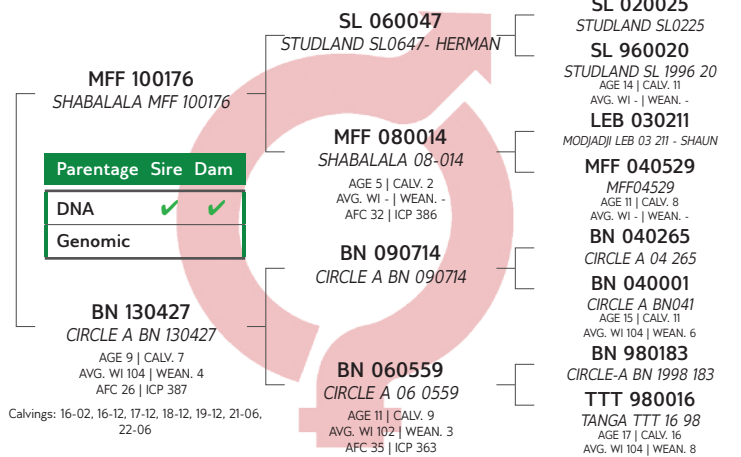 MFF 100176
SHABALALA MFF 100176
Parentage Sire Dam
DNA ✔ ✔
Genomic
BN 130427
CIRCLE A BN 130427
AGE 9 | CALV. 7
AVG. WI 104 | WEAN. 4
AFC 26 | ICP 387
Calvings: 16-02, 16-12, 17-12, 18-12, 19-12, 21-06,
22-06
SL 060047
STUDLAND SL0647- HERMAN
MFF 080014
SHABALALA 08-014
AGE 5 | CALV. 2
AVG. WI - | WEAN. -
AFC 32 | ICP 386
BN 090714
CIRCLE A BN 090714
BN 060559
CIRCLE A 06 0559
AGE 11 | CALV. 9
AVG. WI 102 | WEAN. 3
AFC 35 | ICP 363
SL 020025
STUDLAND SL0225
SL 960020
STUDLAND SL 1996 20
AGE 14 | CALV. 11
AVG. WI - | WEAN. -
LEB 030211
MODJADJI LEB 03 211 - SHAUN
MFF 040529
MFF04529
AGE 11 | CALV. 8
AVG. WI - | WEAN. -
BN 040265
CIRCLE A 04 265
BN 040001
CIRCLE A BN041
AGE 15 | CALV. 11
AVG. WI 104 | WEAN. 6
BN 980183
CIRCLE-A BN 1998 183
TTT 980016
TANGA TTT 16 98
AGE 17 | CALV. 16
AVG. WI 104 | WEAN. 8